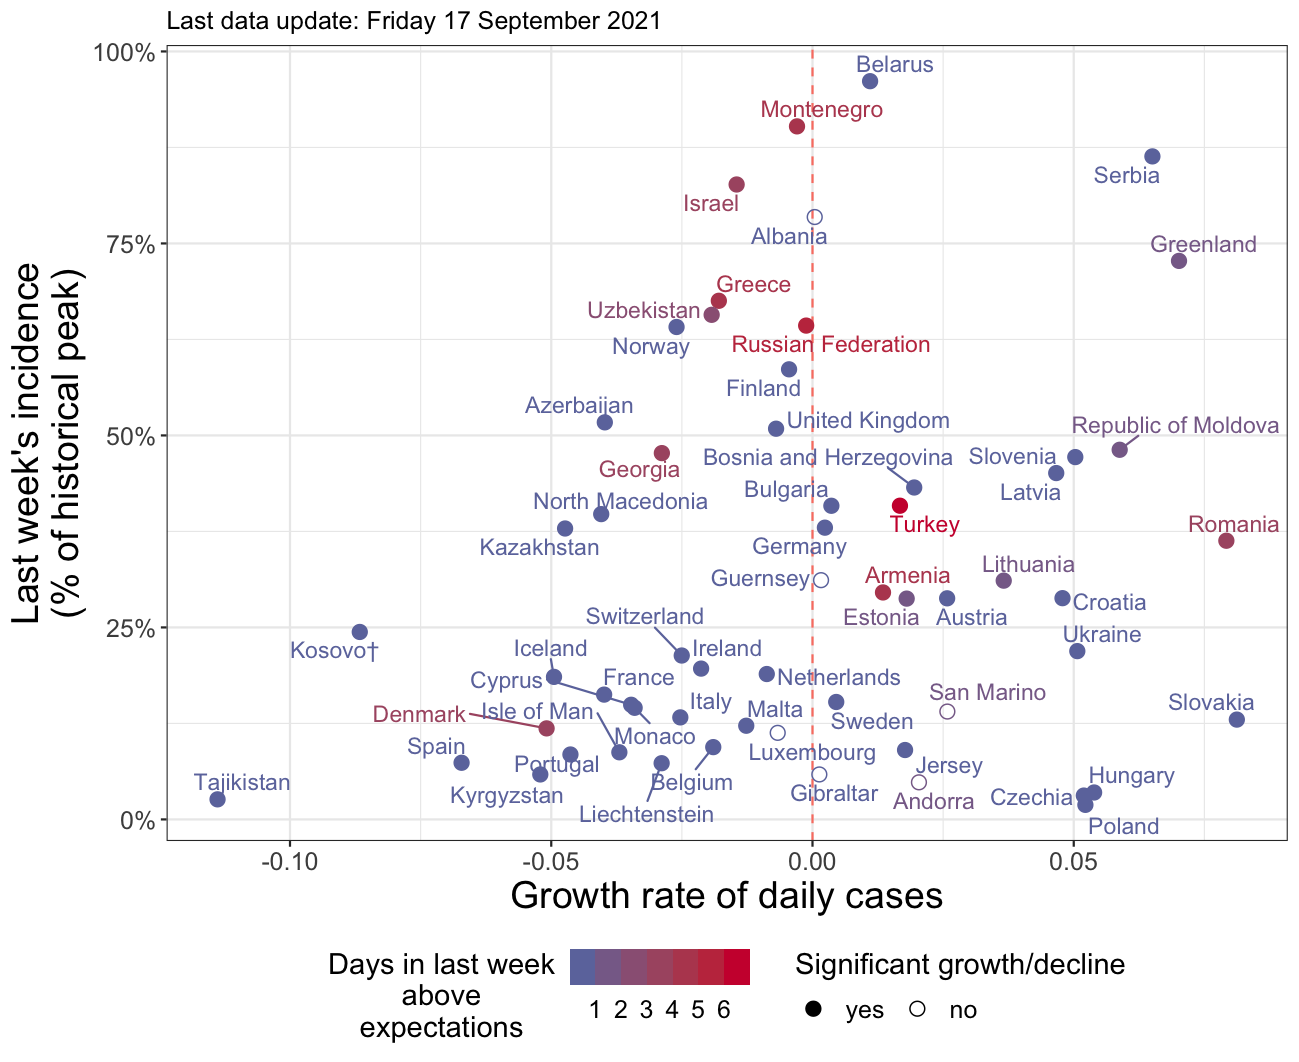 Last data update: Friday 17 September 2021
100%
75%
50%
25%
0%
Last week's incidence
(% of historical peak)
Belarus
Montenegro
Serbia
Israel
Albania
Greenland
Greece
Uzbekistan
Norway
Russian Federation
Finland
Azerbaijan
United Kingdom
Republic of Moldova
Georgia
Bosnia and Herzegovina
Slovenia
Bulgaria
Latvia
North Macedonia
Turkey
Romania
Kazakhstan
Germany
Guernsey
Armenia
Lithuania
Estonia
Austria
Croatia
Switzerland
Kosovo†
Ukraine
Iceland
Ireland
Cyprus
France
Netherlands
San Marino
Denmark
Isle of Man
Italy
Malta
Sweden
Slovakia
Spain
Monaco
Luxembourg
Portugal
Jersey
Tajikistan
Belgium
Hungary
Kyrgyzstan
Gibraltar
Andorra
Czechia
Liechtenstein
Poland
-0.10
-0.05
0.00
0.05
Growth rate of daily cases
Days in last week
above
expectations
1 2 3 4 5 6
Significant growth/decline
yes
no